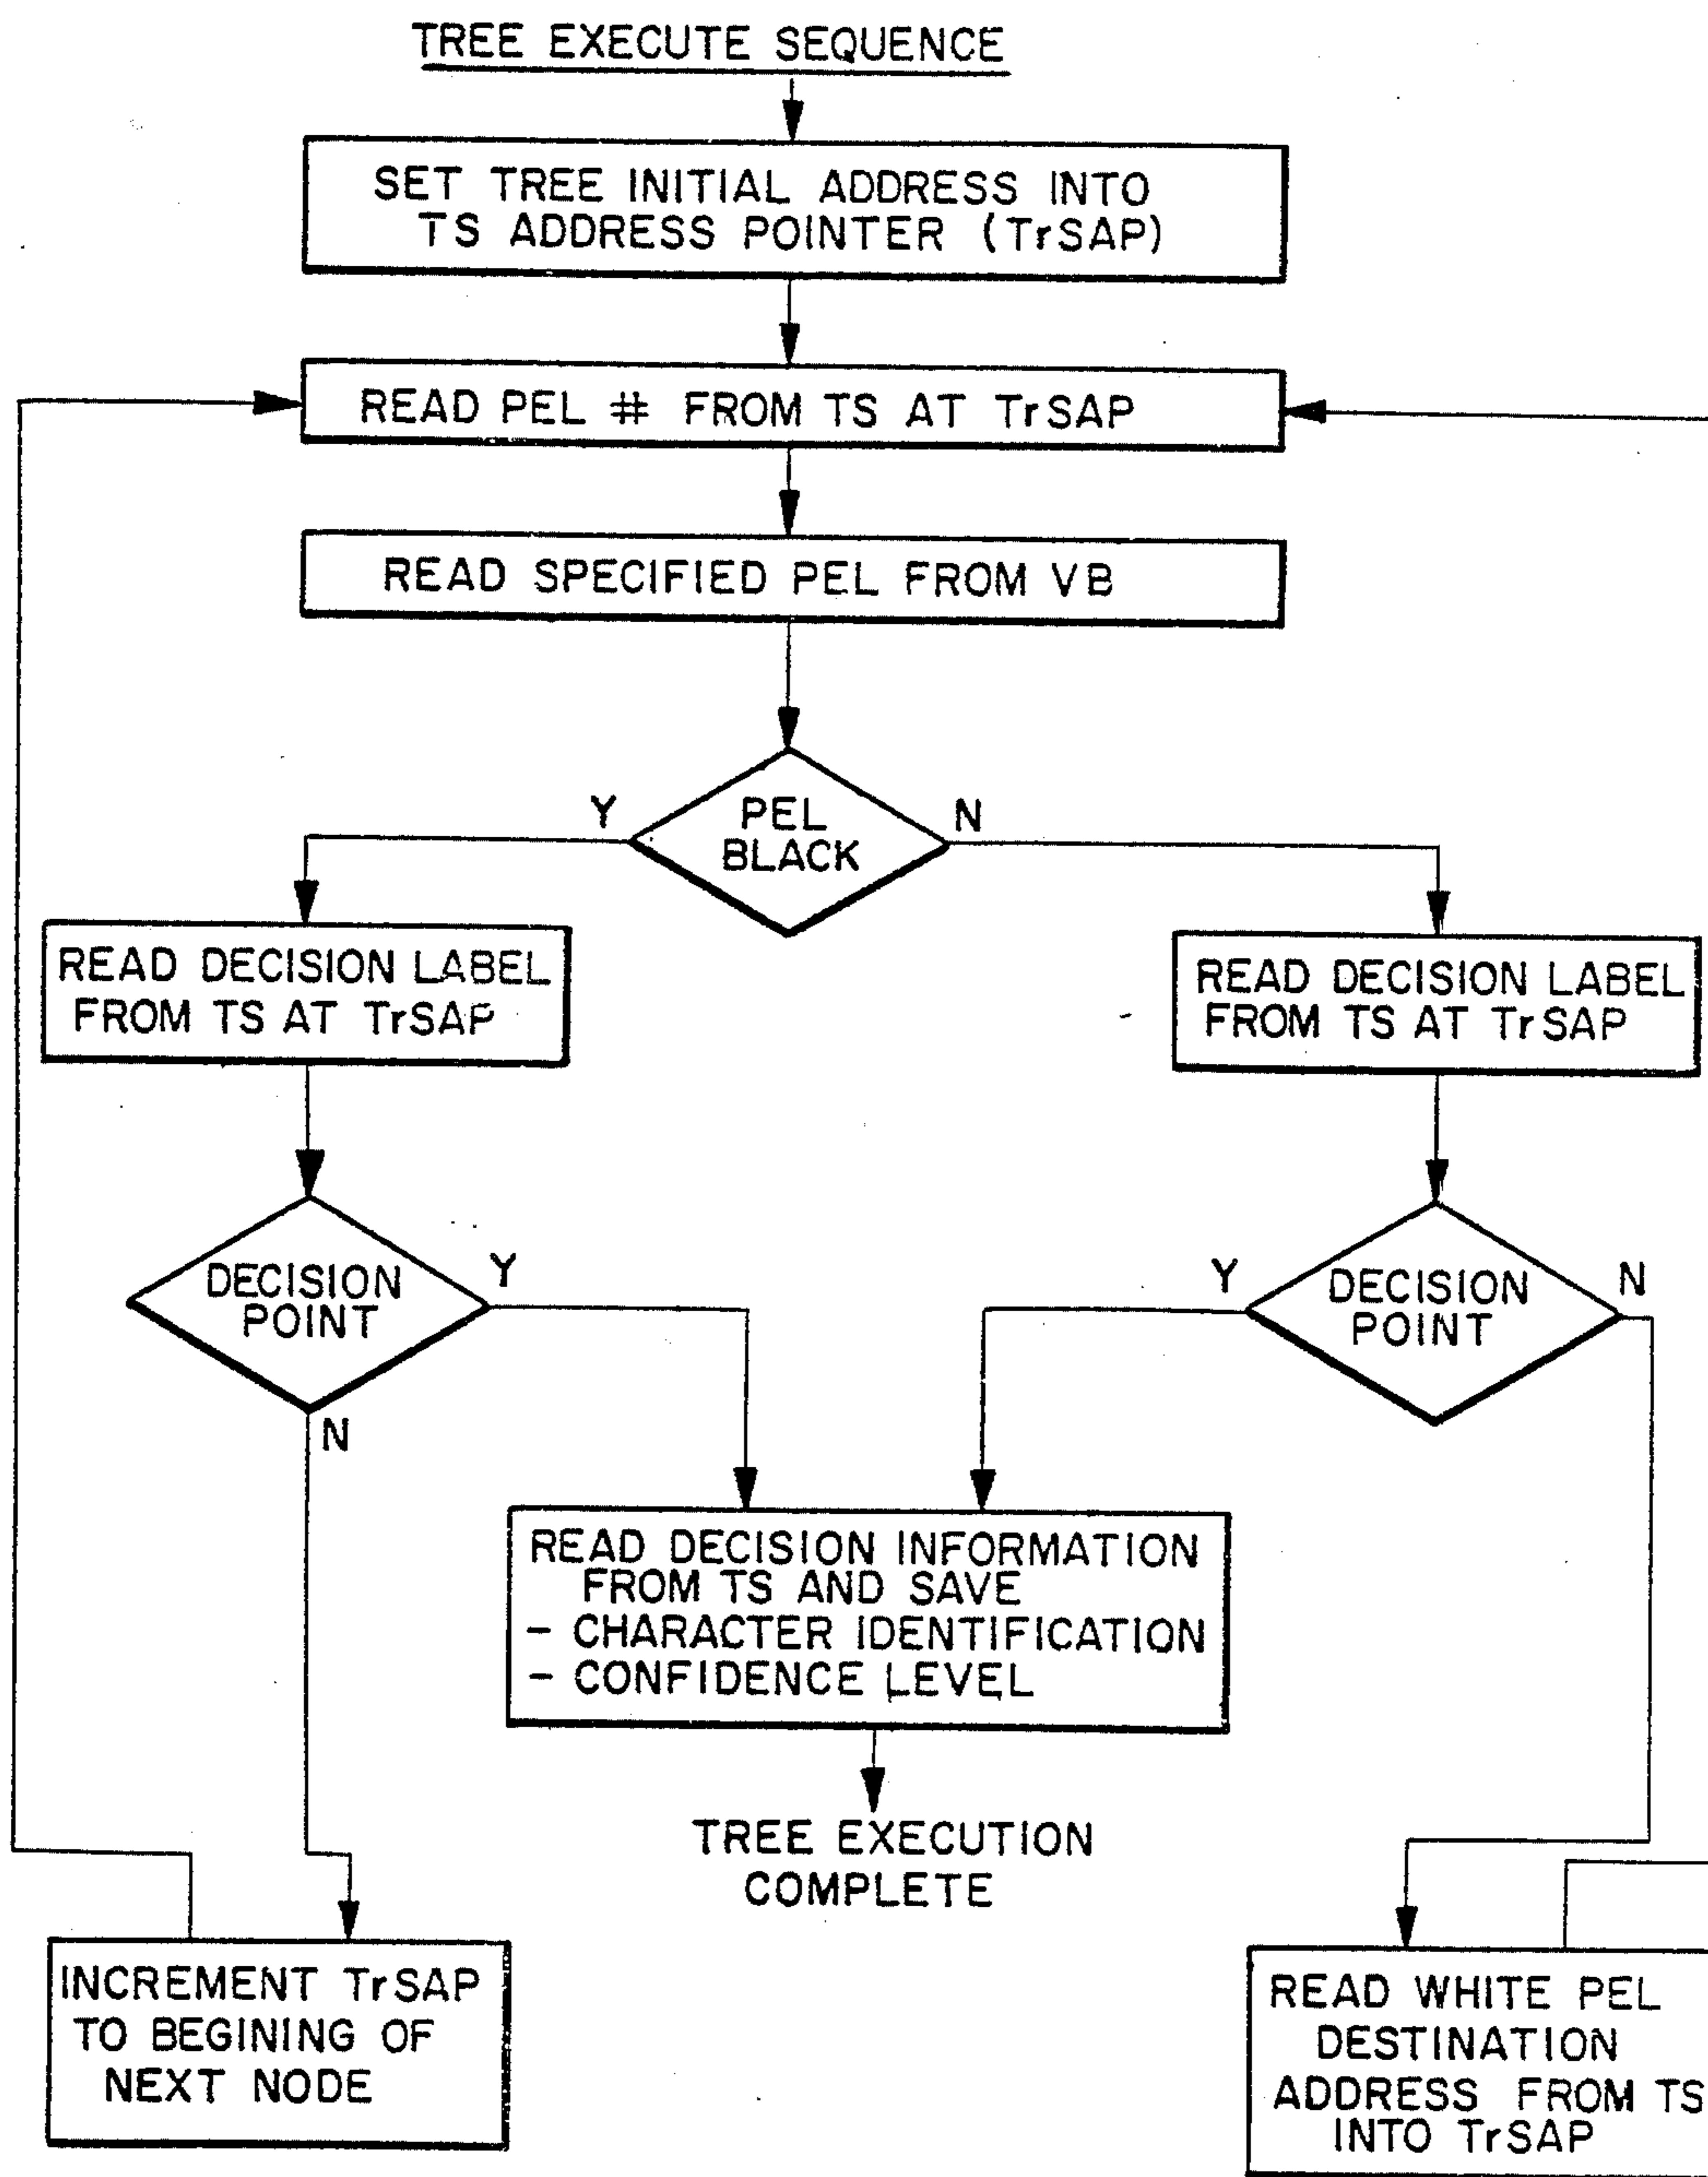 TREE EXECUTE SEQUENCE
SET TREE INITIAL ADDRESS INTO
TS ADDRESS POINTER (TrSAP)
READ PEL # FROM TS AT TrSAP
READ SPECIFIED PEL FROM VB
Y
PEL
BLACK
N
READ DECISION LABEL
FROM TS AT TrSAP
READ DECISION LABEL
FROM TS AT TrSAP
DECISION
POINT
Y
N
Y
DECISION
POINT
N
READ DECISION INFORMATION
FROM TS AND SAVE
- CHARACTER IDENTIFICATION
- CONFIDENCE LEVEL
TREE EXECUTION
COMPLETE
INCREMENT TrSAP
TO BEGINING OF
NEXT NODE
READ WHITE PEL
DESTINATION
ADDRESS FROM TS
INTO TrSAP